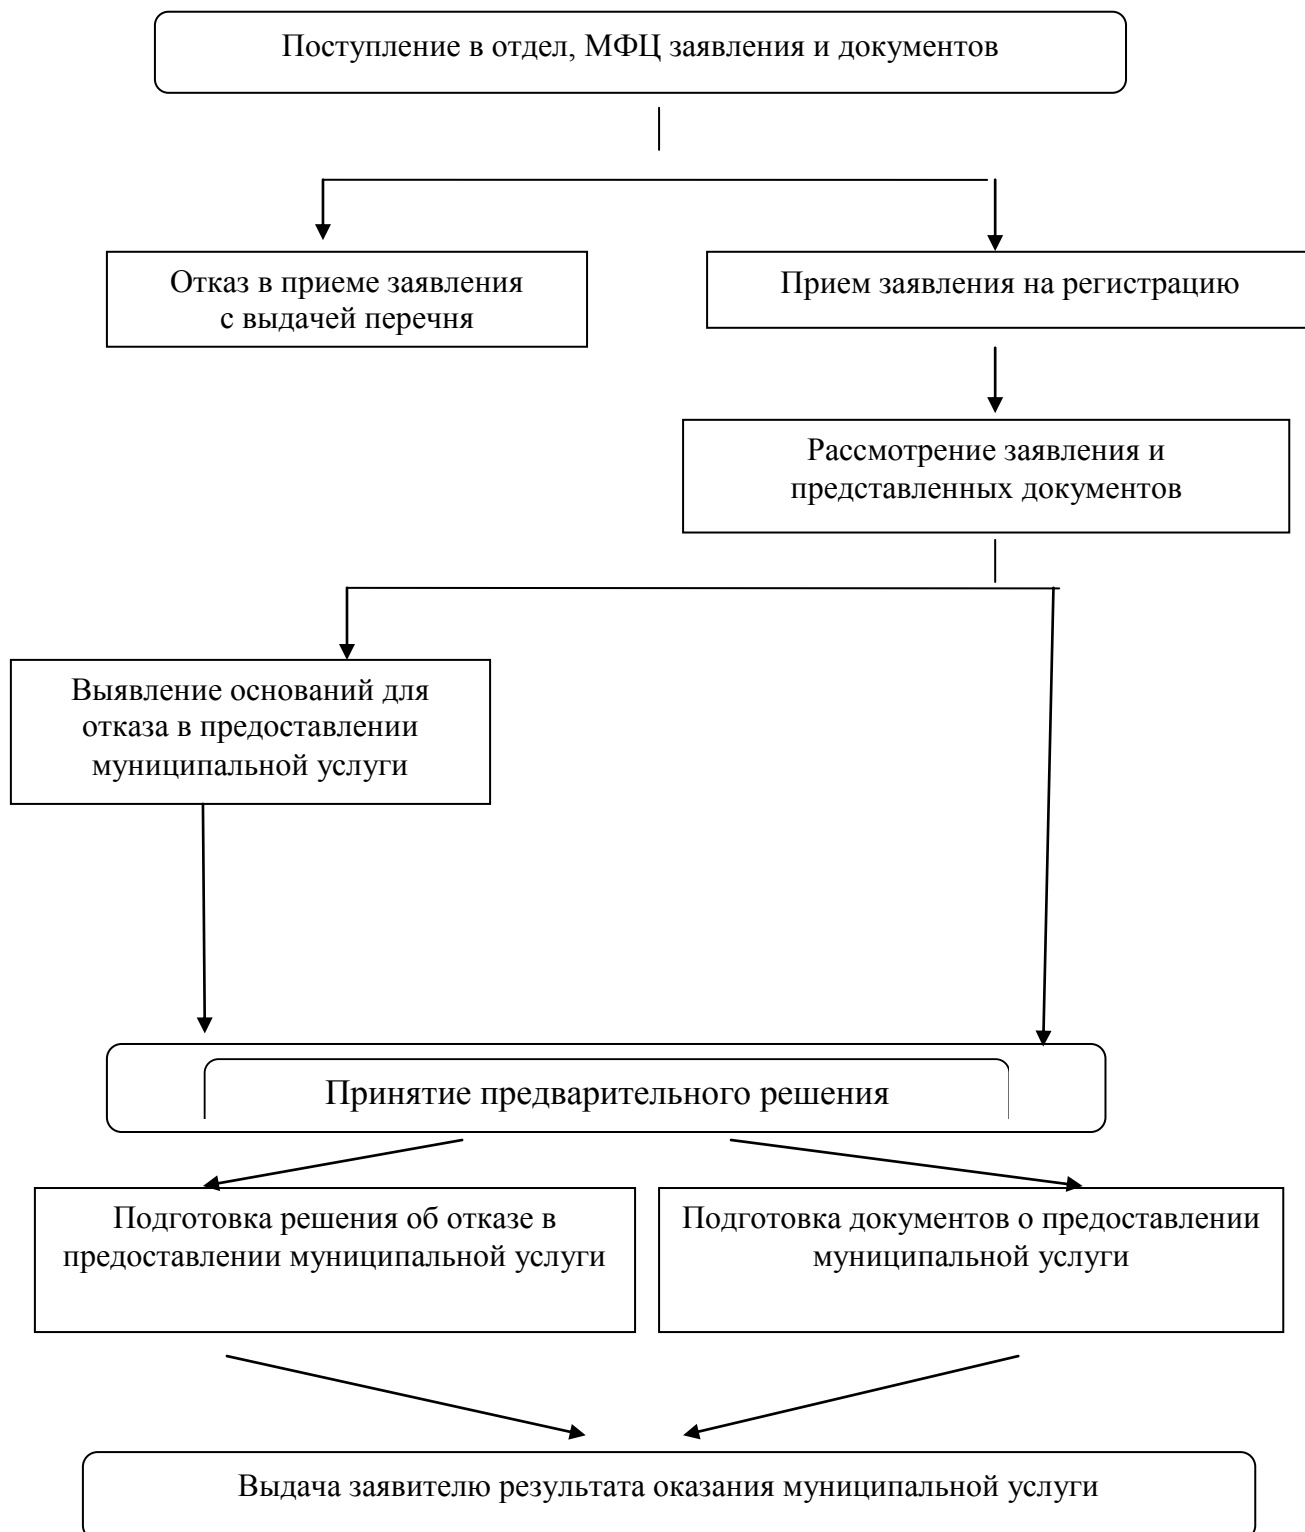 Поступление в отдел, МФЦ заявления и документов
Отказ в приеме заявления
с выдачей перечня
Прием заявления на регистрацию
Рассмотрение заявления и
представленных документов
Выявление оснований для
отказа в предоставлении
муниципальной услуги
Принятие предварительного решения
Подготовка решения об отказе в
предоставлении муниципальной услуги
Подготовка документов о предоставлении
муниципальной услуги
Выдача заявителю результата оказания муниципальной услуги